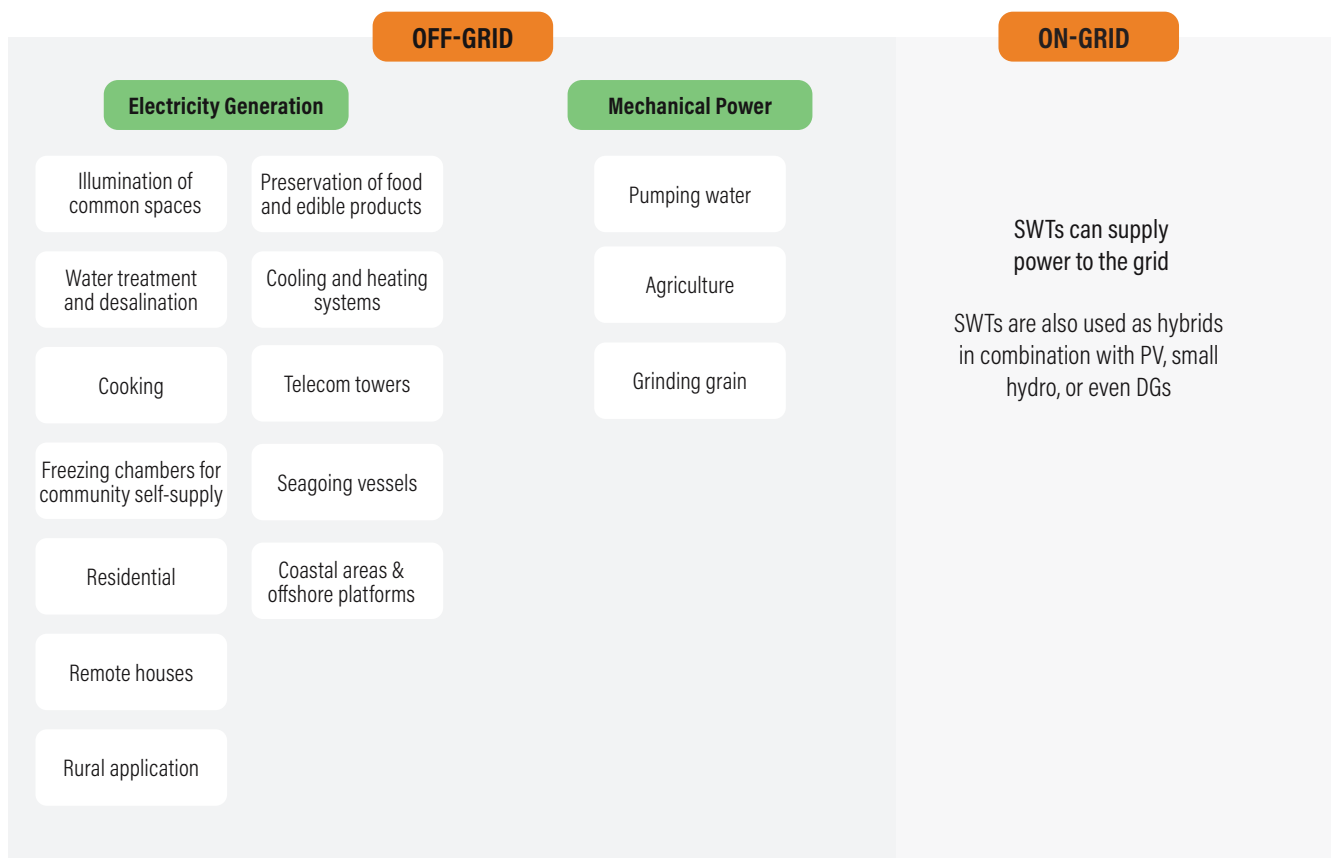 OFF-GRID
ON-GRID
Electricity Generation
Mechanical Power
Illumination of
common spaces
Water treatment
and desalination
Cooking
Freezing chambers for
community self-supply
Residential
Remote houses
Rural application
Preservation of food
and edible products
Cooling and heating
systems
Telecom towers
Seagoing vessels
Coastal areas &
offshore platforms
Pumping water
Agriculture
Grinding grain
SWTs can supply
power to the grid
SWTs are also used as hybrids
in combination with PV, small
hydro, or even DGs